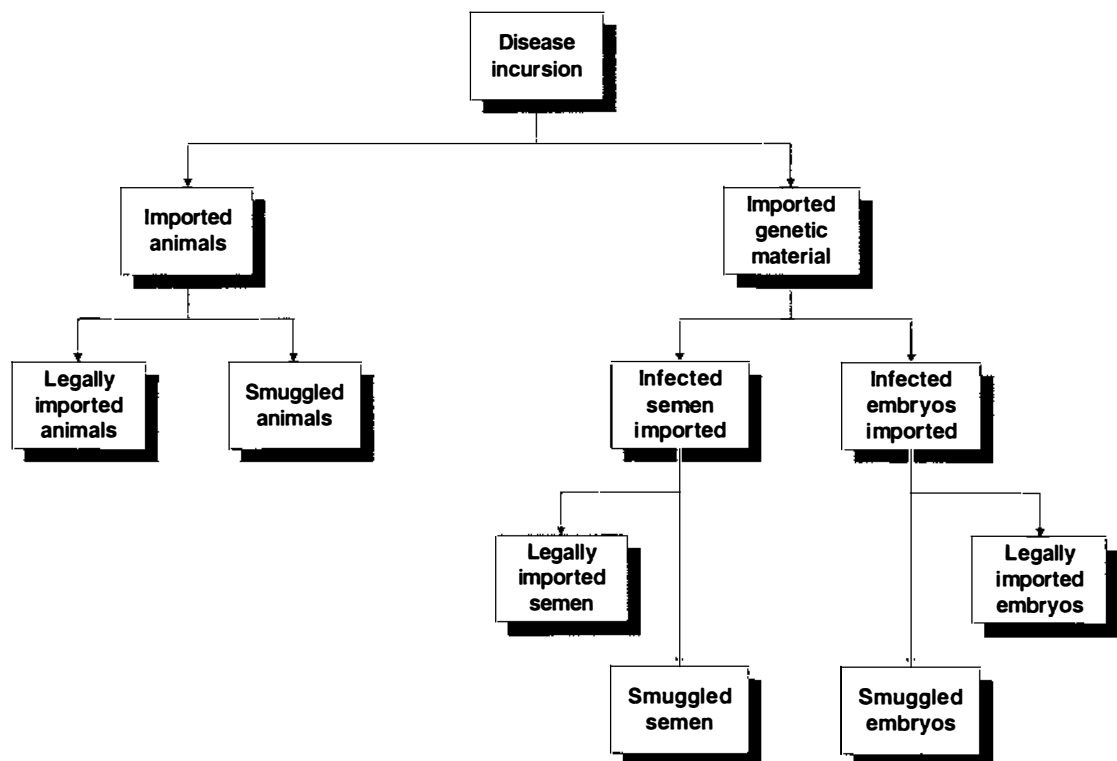 Disease
incursion
Imported
animals
Imported
genetic
material
Legally
imported
animals
Smuggled
animals
Infected
semen
imported
Infected
embryos
imported
Legally
imported
semen
Legally
imported
embryos
Smuggled
semen
Smuggled
embryos